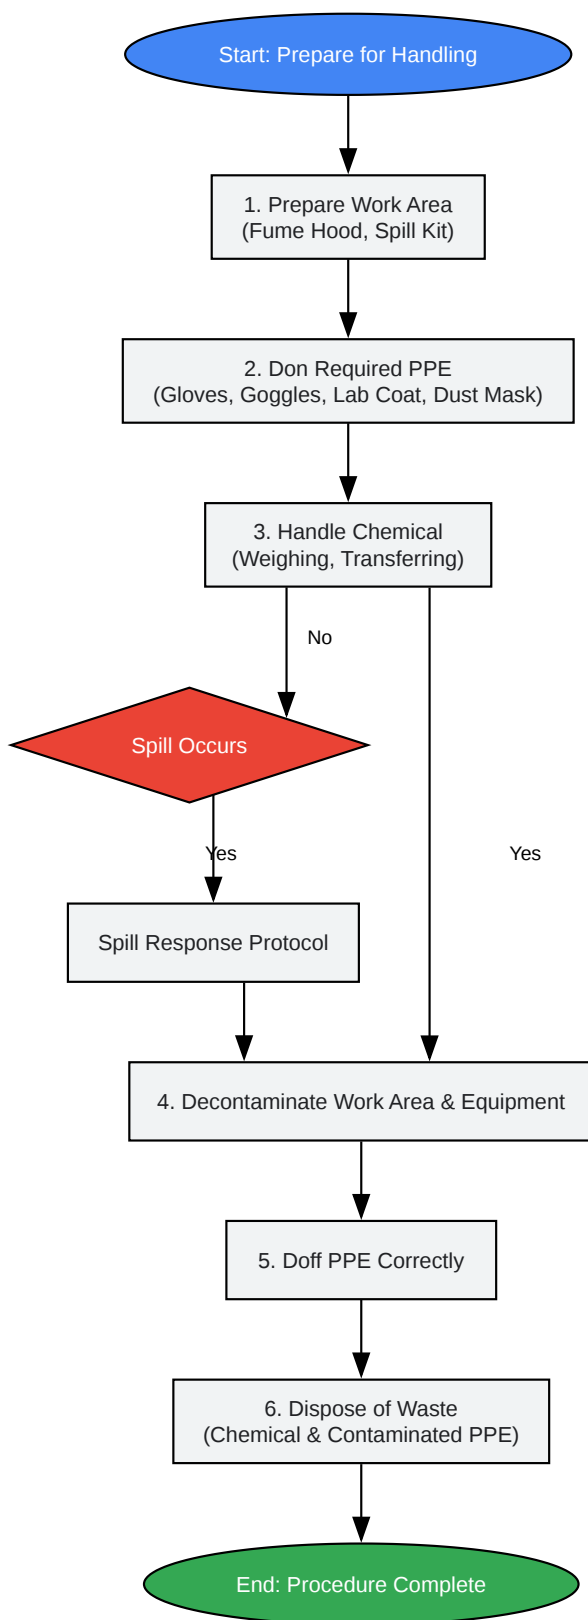 Start: Prepare for Handling
1. Prepare Work Area
(Fume Hood, Spill Kit)
2. Don Required PPE
(Gloves, Goggles, Lab Coat, Dust Mask)
3. Handle Chemical
(Weighing, Transferring)
No
Spill Occurs
Yes
Yes
Spill Response Protocol
4. Decontaminate Work Area & Equipment
5. Doff PPE Correctly
6. Dispose of Waste
(Chemical & Contaminated PPE)
End: Procedure Complete